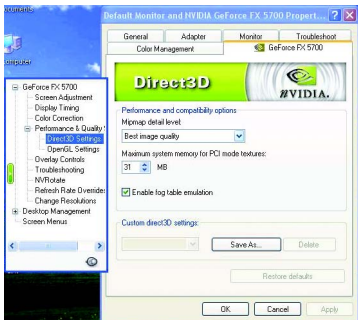 Default Monitor and NVIDIA GeForce FX 5700 Propert...
General
Adapter
Monitor
Troubleshoot
Color Management
GeForce FX 5700
Direct3D
NVIDIA.
GeForce FX 5700
Screen Adjustment
Display Timing
Color Correction
Performance & Quality S
Direct3D Settings
OpenGL Settings
Overlay Controls
Troubleshooting
NVRotate
Refresh Rate Overrides
Change Resolutions
Desktop Management
Screen Menus
Performance and compatibility options
Mipmap detail level:
Best image quality
Maximum system memory for PCI mode textures:
31 MB
Enable fog table emulation
Custom direct3D settings:
Save As...
Delete
Restore defaults
OK
Cancel
Apply